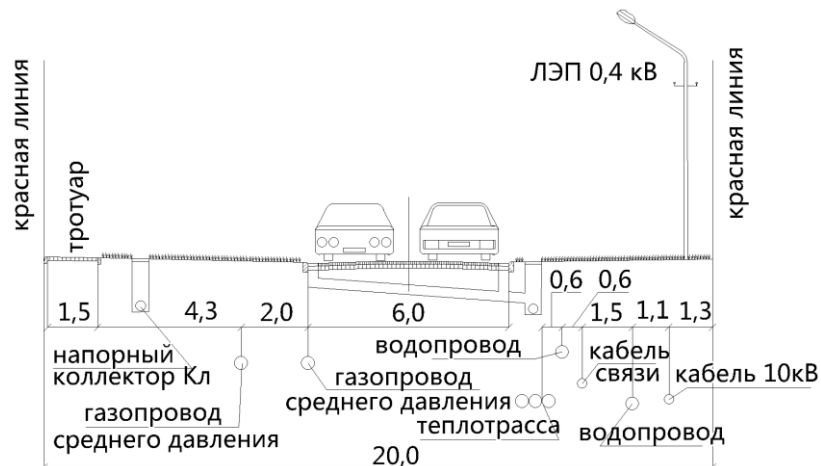 ЛЭП 0,4 кВ
красная линия
тротуар
красная линия
0,6 0,6
1,5 4,3 2,0 6,0 1,5 1,1 1,3
напорный
коллектор Кл
газопровод
среднего давления
газопровод
среднего давления
водопровод
теплотрасса
кабель
связи
водопровод
кабель 10кВ
20,0